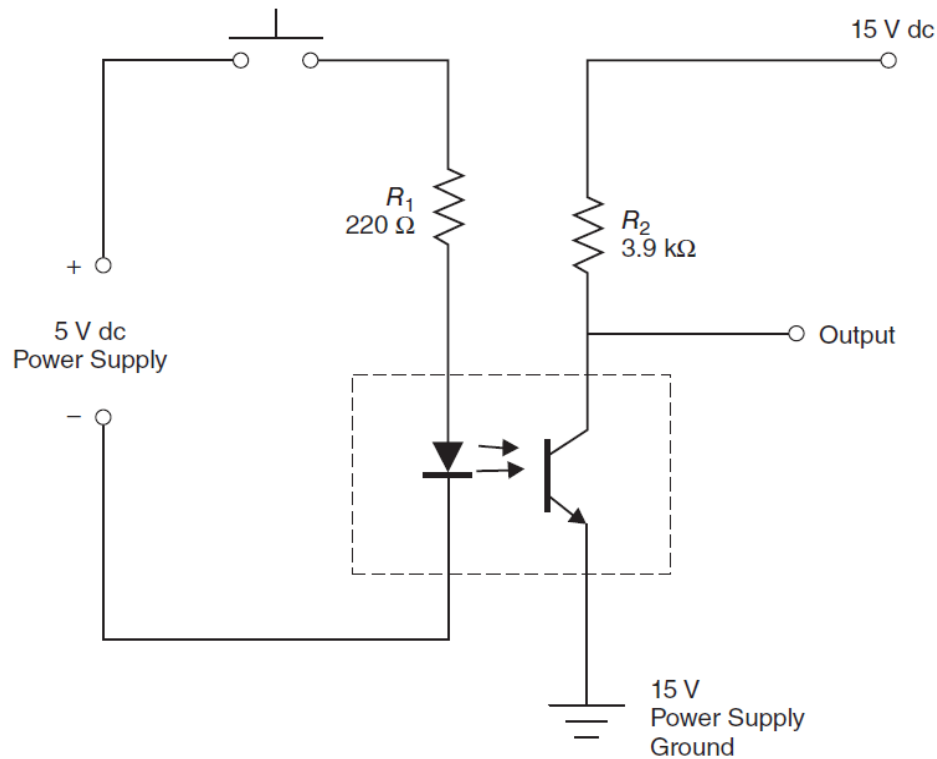 15 V dc
R₁
220 Ω
R₂
3.9 kΩ
+
5 V dc
Power Supply
−
Output
15 V
Power Supply
Ground